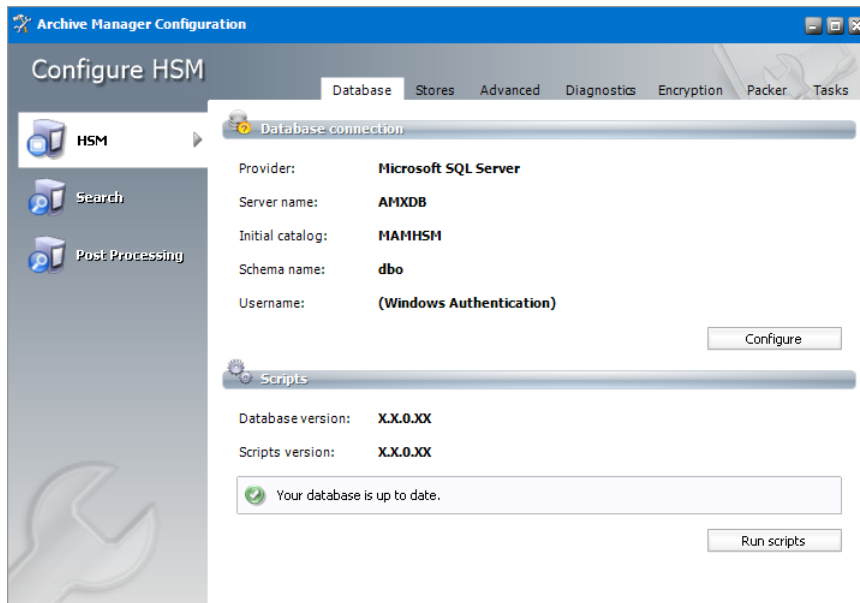 Archive Manager Configuration
Configure HSM
Database Stores Advanced Diagnostics Encryption Packer Tasks
HSM
Search
Post Processing
Database connection
Provider: Microsoft SQL Server
Server name: AMXDB
Initial catalog: MAMHSM
Schema name: dbo
Username: (Windows Authentication)
Configure
Scripts
Database version: X.X.0.XX
Scripts version: X.X.0.XX
Your database is up to date.
Run scripts